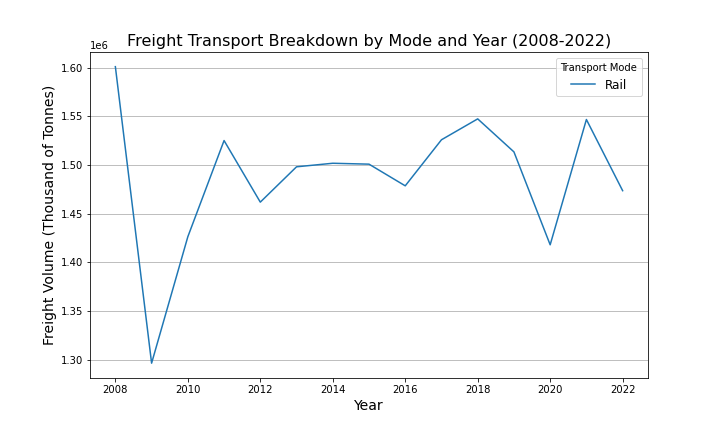 Freight Transport Breakdown by Mode and Year (2008-2022)
1e6
Transport Mode
Rail
1.60
1.55
1.50
1.45
1.40
1.35
1.30
Freight Volume (Thousand of Tonnes)
2008 2010 2012 2014 2016 2018 2020 2022
Year